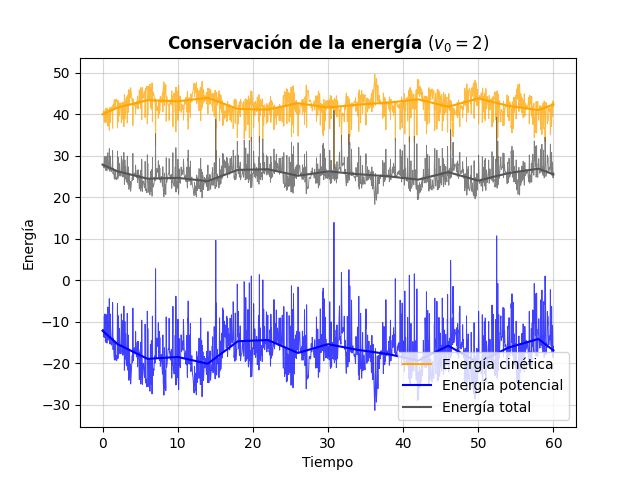 Conservación de la energía (v₀ = 2)
50
40
30
20
10
0
−10
−20
−30
Energía
0 10 20 30 40 50 60
Tiempo
Energía cinética
Energía potencial
Energía total